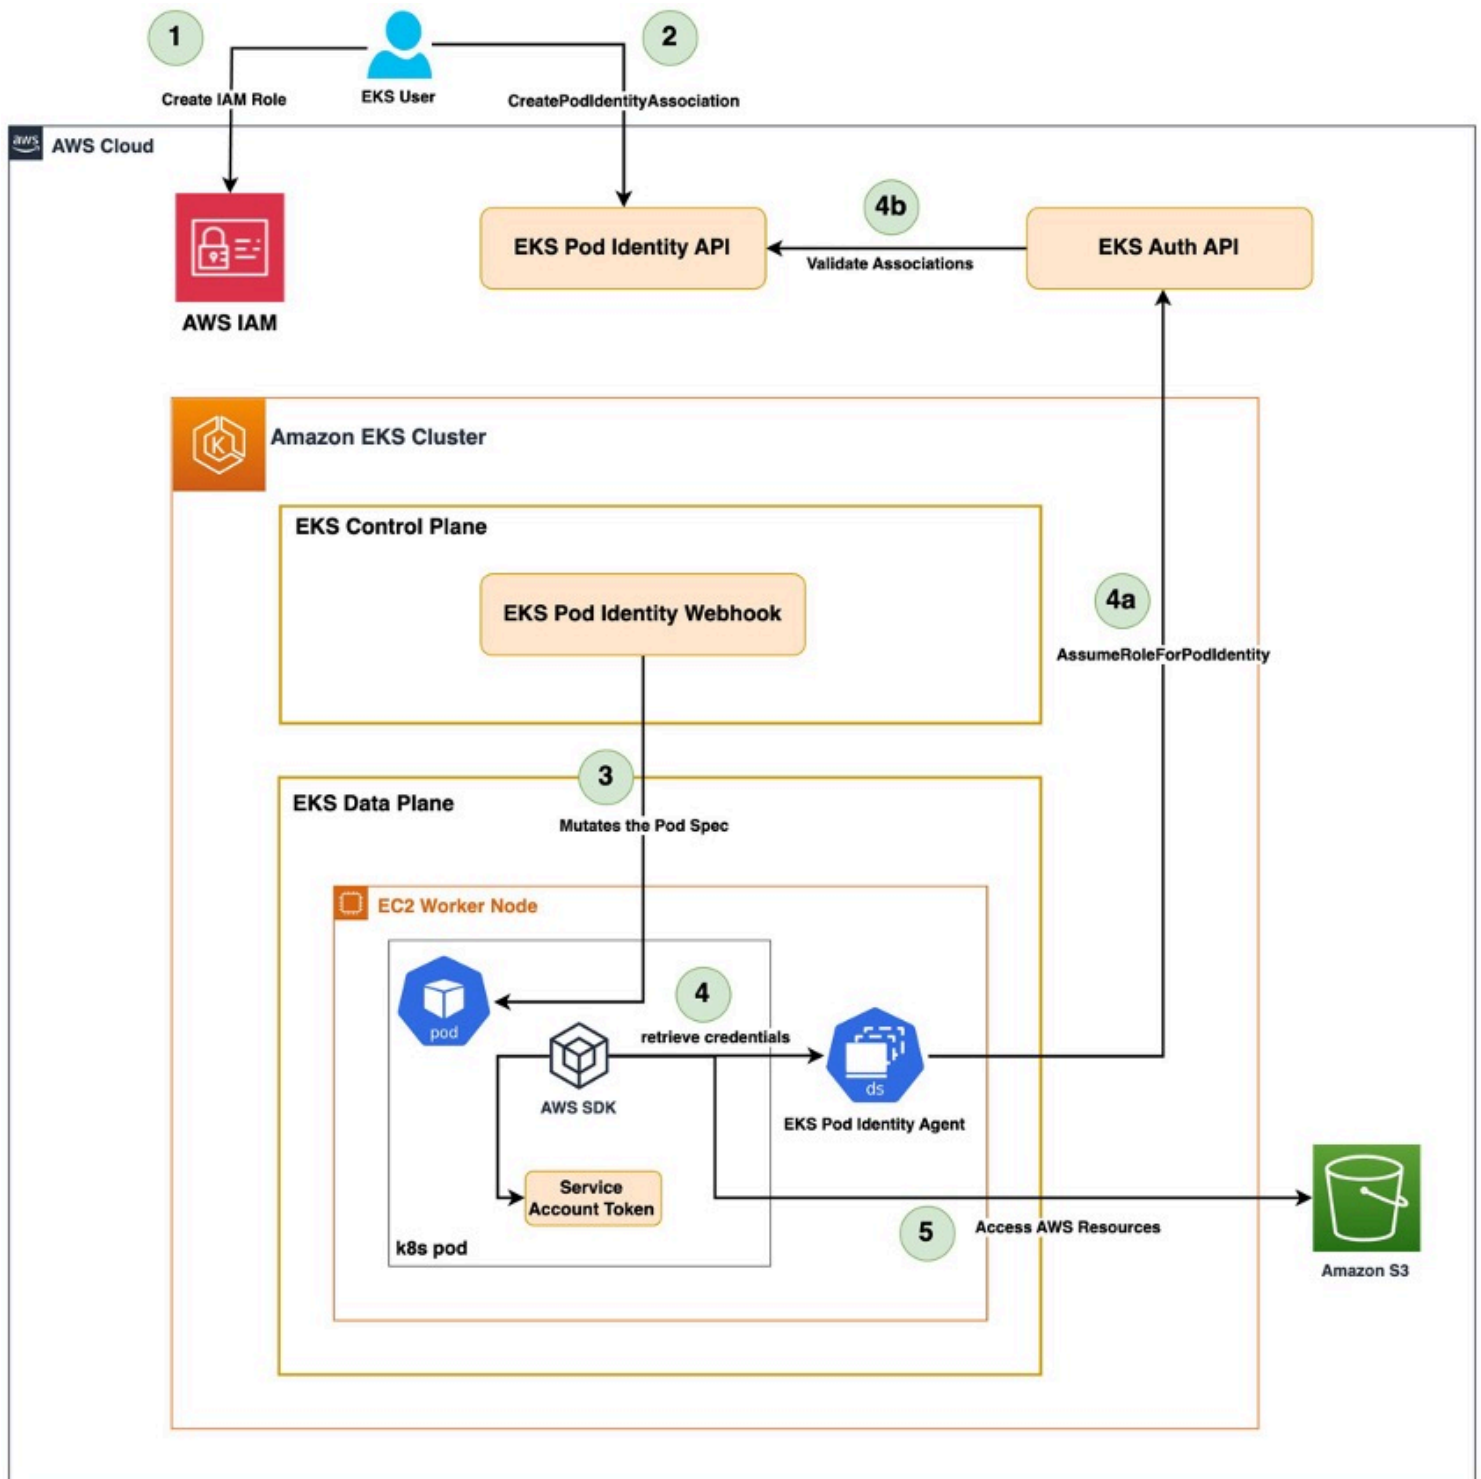 1
2
Create IAM Role
EKS User
CreatePodIdentityAssociation
aws
AWS Cloud
4b
EKS Pod Identity API
Validate Associations
EKS Auth API
AWS IAM
K
Amazon EKS Cluster
EKS Control Plane
EKS Pod Identity Webhook
4a
AssumeRoleForPodIdentity
3
EKS Data Plane
Mutates the Pod Spec
EC2 Worker Node
pod
4
retrieve credentials
AWS SDK
ds
EKS Pod Identity Agent
Service
Account Token
k8s pod
5
Access AWS Resources
Amazon S3